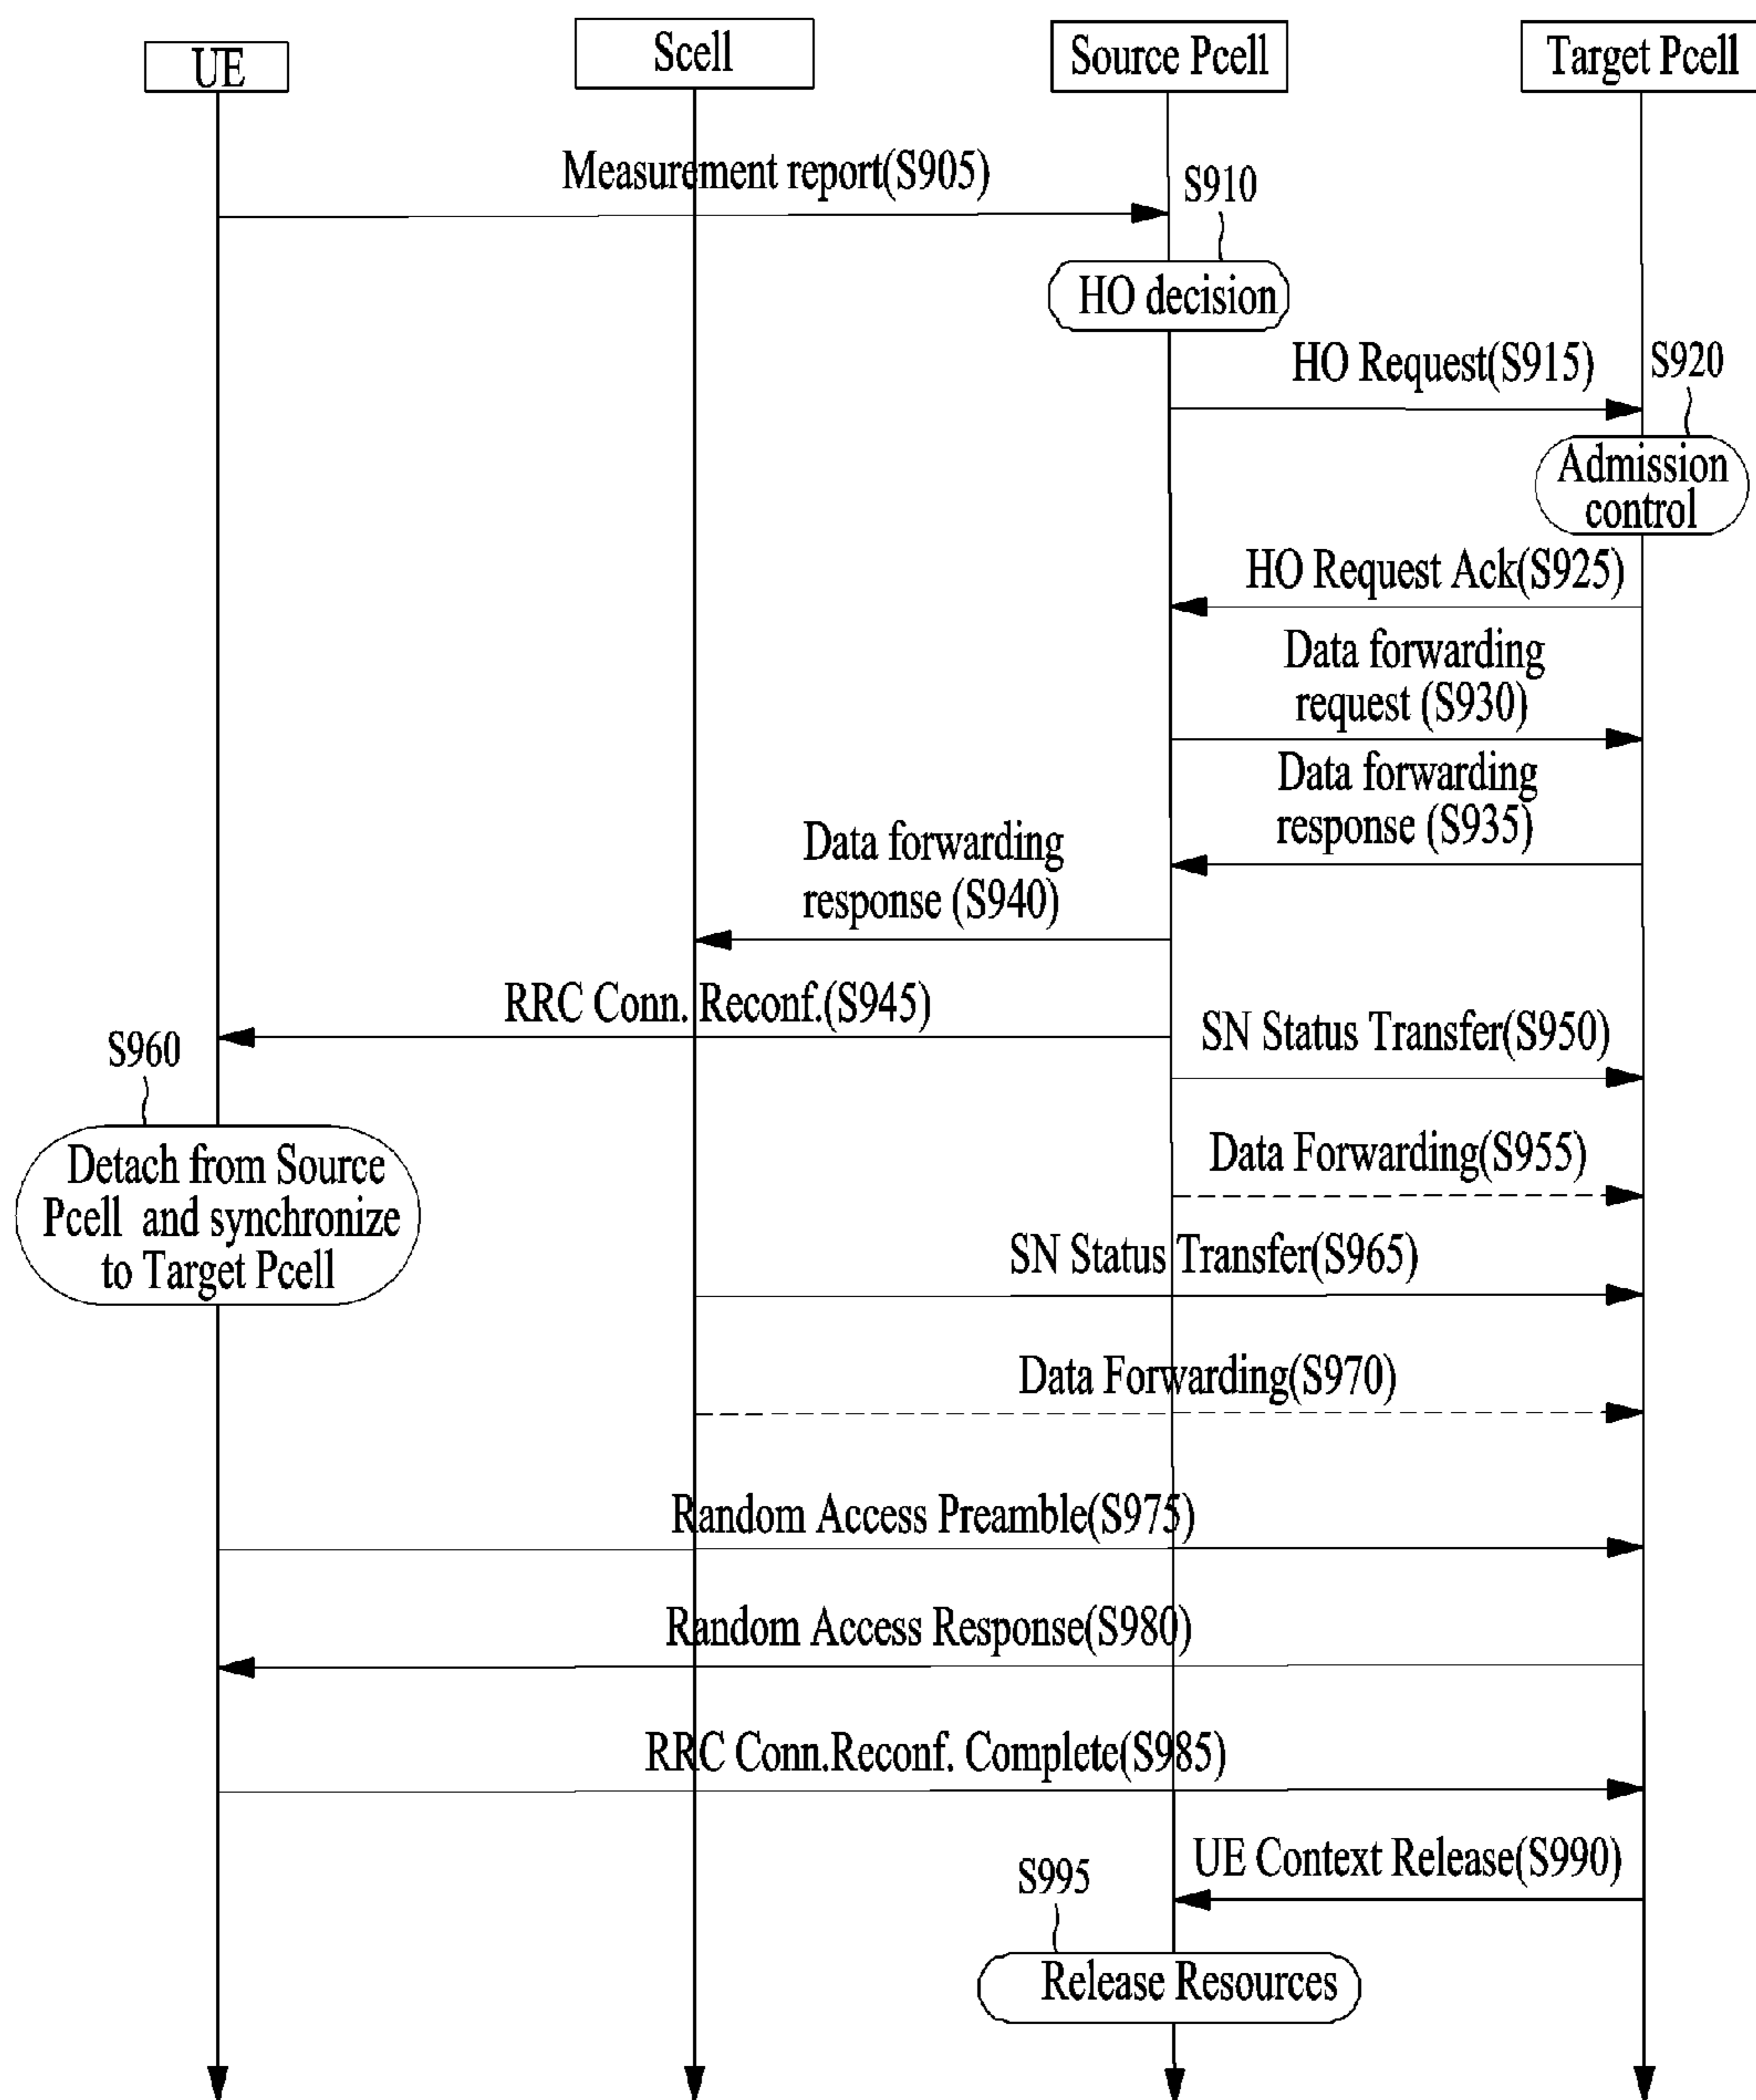 UE
Scell
Source Pcell
Target Pcell
Measurement report(S905)
S910
HO decision
HO Request(S915)
S920
Admission
control
HO Request Ack(S925)
Data forwarding
request (S930)
Data forwarding
response (S935)
Data forwarding
response (S940)
RRC Conn. Reconf.(S945)
SN Status Transfer(S950)
S960
Detach from Source
Pcell and synchronize
to Target Pcell
Data Forwarding(S955)
SN Status Transfer(S965)
Data Forwarding(S970)
Random Access Preamble(S975)
Random Access Response(S980)
RRC Conn.Reconf. Complete(S985)
UE Context Release(S990)
S995
Release Resources